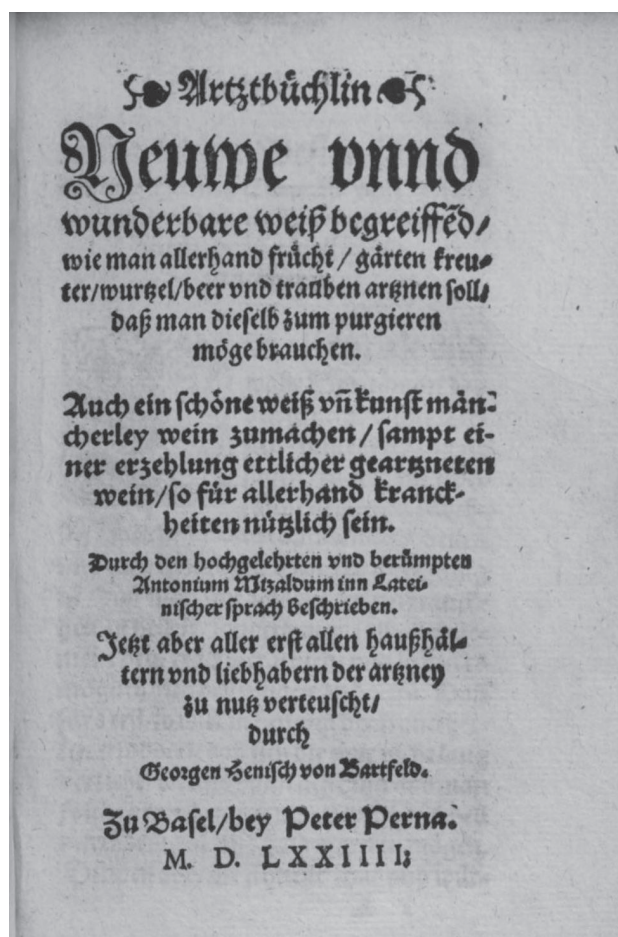 Artztbüchlin
Neuwe vnnd
wunderbare weiß begreiffẽd/
wie man allerhand frücht / gärten kreu⸗
ter/wurtzel/beer vnd trauben artznen soll/
daß man dieselb zum purgieren
möge brauchen.
Auch ein schöne weiß vñ kunst män⸗
cherley wein zumachen / sampt ei⸗
ner erzehlung ettlicher geartzneten
wein/so für allerhand kranck⸗
heiten nützlich sein.
Durch den hochgelehrten vnd berümpten
Antonium Mizaldum inn Latei⸗
nischer sprach beschrieben.
Jetzt aber aller erst allen haußhäl⸗
tern vnd liebhabern der artzney
zu nutz verteuscht/
durch
Georgen Henisch von Bartfeld.
Zu Basel/bey Peter Perna.
M. D. LXXIIII;